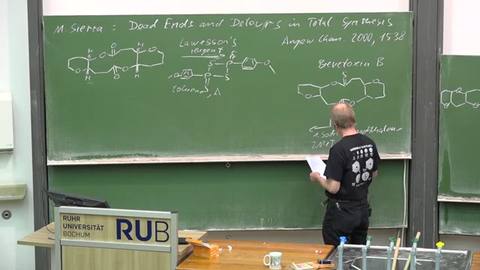 M. Sierra : Dead Ends and Detours in Total Synthesis
Angew. Chem. 2000, 1538
Lawesson's
reagent
Brevetoxin B
toluene, Δ
RUHR
UNIVERSITÄT
BOCHUM
RUB